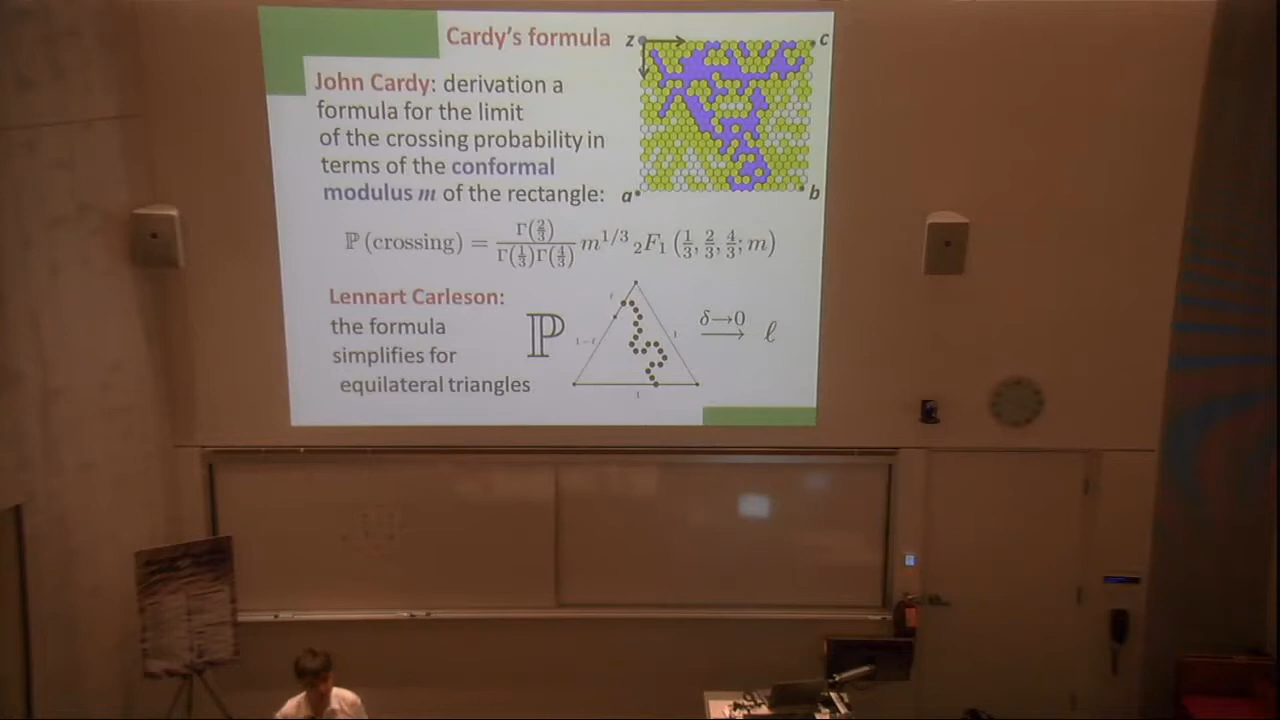 Cardy's formula
z
c
John Cardy: derivation a
formula for the limit
of the crossing probability in
terms of the conformal
modulus m of the rectangle:
a
b
ℙ (crossing) = Γ(2/3) / Γ(1/3)Γ(4/3) m^{1/3} ₂F₁ (1/3, 2/3, 4/3; m)
Lennart Carleson:
the formula
simplifies for
equilateral triangles
ℙ
1
1
δ→0
ℓ